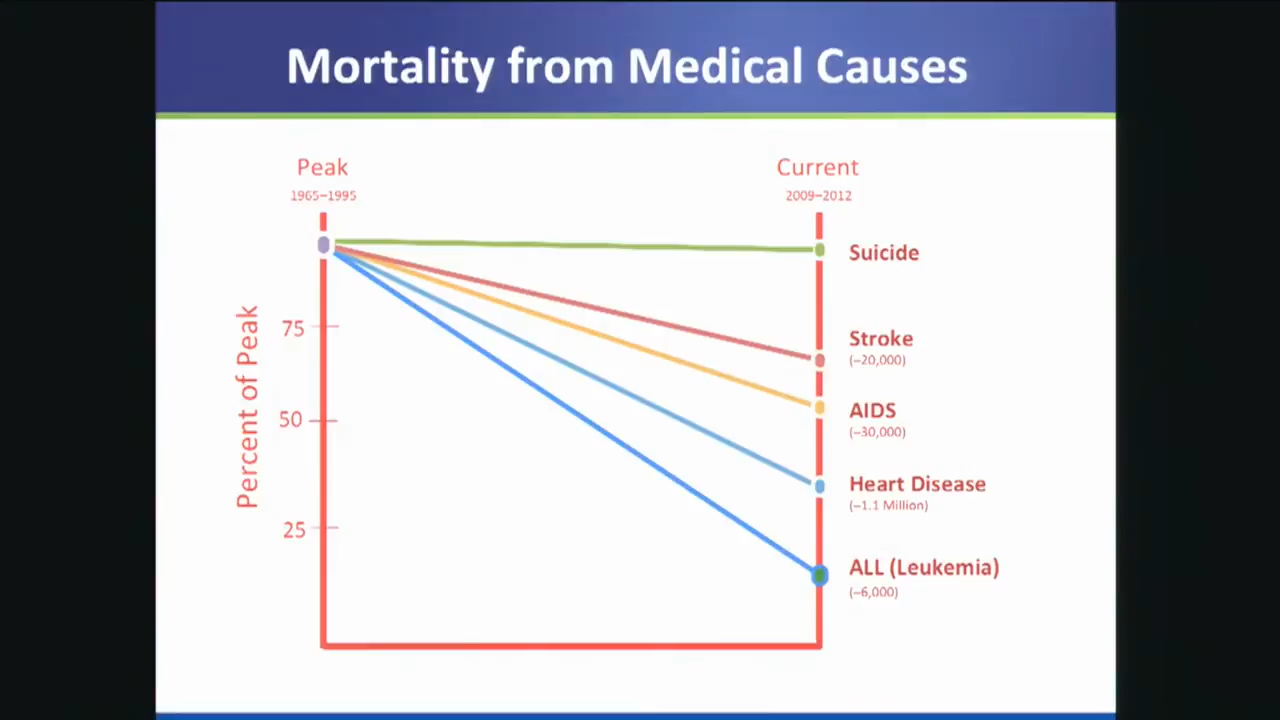 Mortality from Medical Causes
Peak
1965–1995
Current
2009–2012
Percent of Peak
75
50
25
Suicide
Stroke
(–20,000)
AIDS
(–30,000)
Heart Disease
(–1.1 Million)
ALL (Leukemia)
(–6,000)